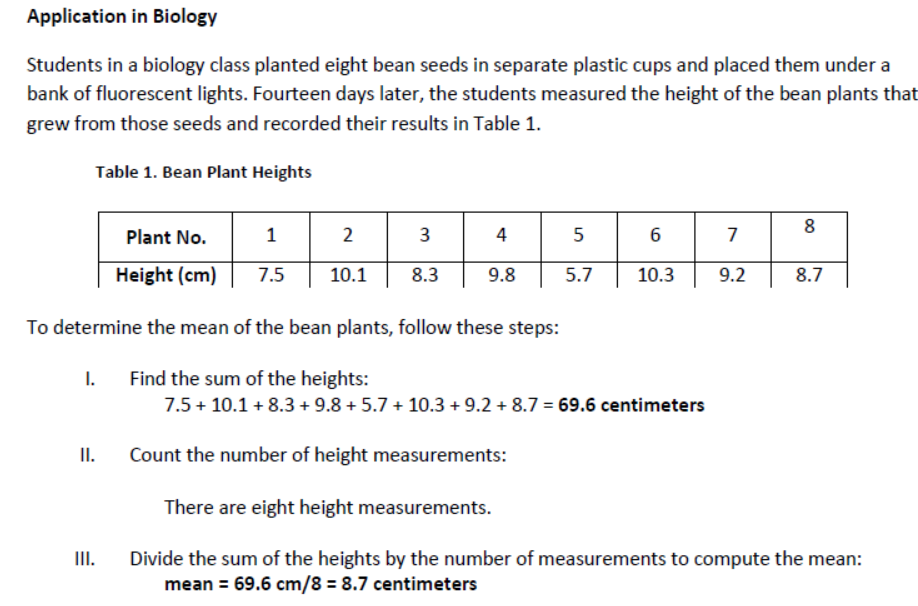 Application in Biology
Students in a biology class planted eight bean seeds in separate plastic cups and placed them under a
bank of fluorescent lights. Fourteen days later, the students measured the height of the bean plants that
grew from those seeds and recorded their results in Table 1.
Table 1. Bean Plant Heights
Plant No. 1 2 3 4 5 6 7 8
Height (cm) 7.5 10.1 8.3 9.8 5.7 10.3 9.2 8.7
To determine the mean of the bean plants, follow these steps:
I. Find the sum of the heights:
7.5 + 10.1 + 8.3 + 9.8 + 5.7 + 10.3 + 9.2 + 8.7 = 69.6 centimeters
II. Count the number of height measurements:
There are eight height measurements.
III. Divide the sum of the heights by the number of measurements to compute the mean:
mean = 69.6 cm/8 = 8.7 centimeters